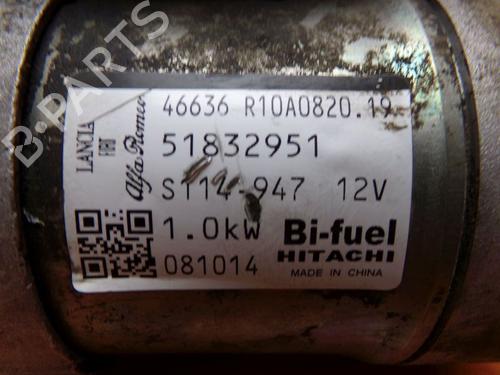 46636 R10A0820.19
LANCIA
FIAT
Alfa Romeo
51832951
S114-947 12V
1.0kW Bi-fuel
HITACHI
081014 MADE IN CHINA
B-PARTS